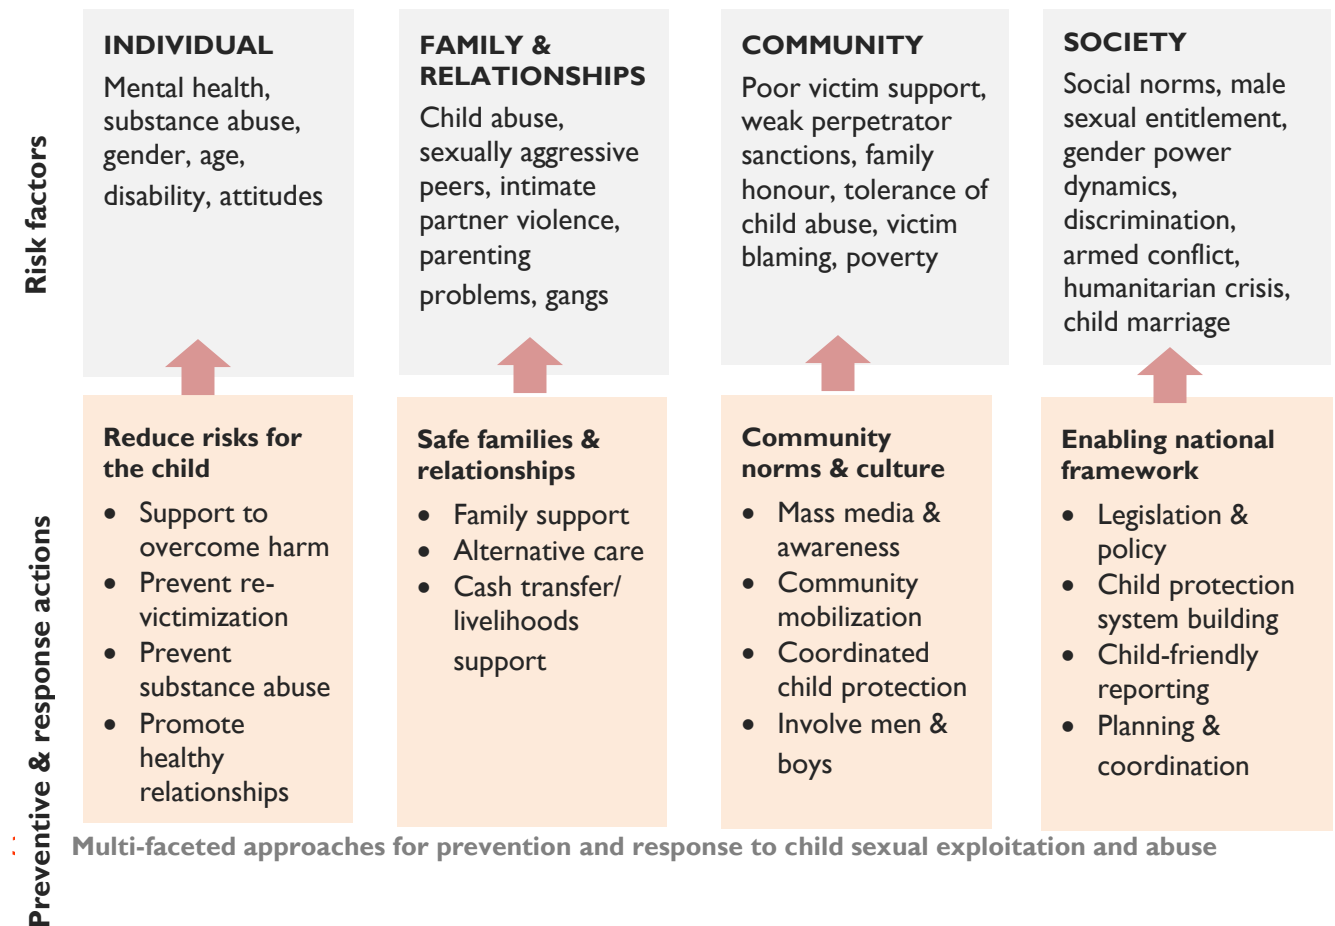 Risk factors
INDIVIDUAL
Mental health,
substance abuse,
gender, age,
disability, attitudes
FAMILY &
RELATIONSHIPS
Child abuse,
sexually aggressive
peers, intimate
partner violence,
parenting
problems, gangs
COMMUNITY
Poor victim support,
weak perpetrator
sanctions, family
honour, tolerance of
child abuse, victim
blaming, poverty
SOCIETY
Social norms, male
sexual entitlement,
gender power
dynamics,
discrimination,
armed conflict,
humanitarian crisis,
child marriage
Preventive & response actions
Reduce risks for
the child
• Support to
overcome harm
• Prevent re-
victimization
• Prevent
substance abuse
• Promote
healthy
relationships
Safe families &
relationships
• Family support
• Alternative care
• Cash transfer/
livelihoods
support
Community
norms & culture
• Mass media &
awareness
• Community
mobilization
• Coordinated
child protection
• Involve men &
boys
Enabling national
framework
• Legislation &
policy
• Child protection
system building
• Child-friendly
reporting
• Planning &
coordination
Multi-faceted approaches for prevention and response to child sexual exploitation and abuse